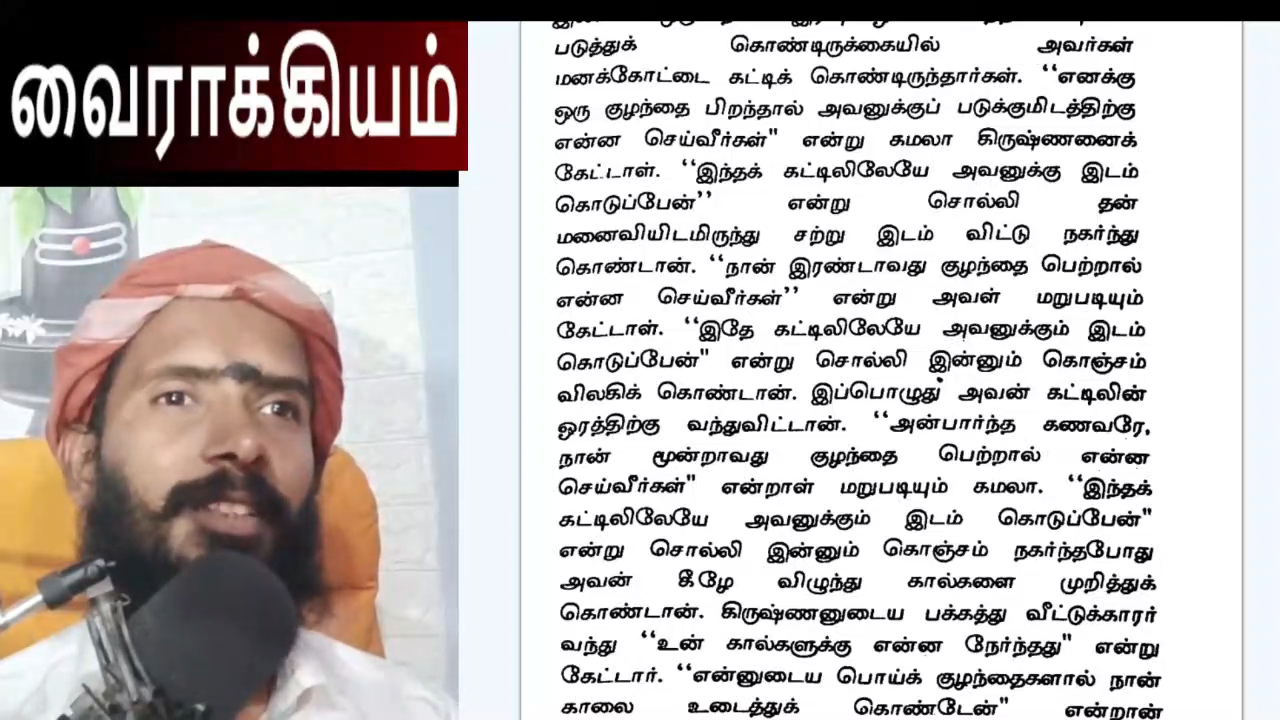 வைராக்கியம்
படுத்துக் கொண்டிருக்கையில் அவர்கள்
மனக்கோட்டை கட்டிக் கொண்டிருந்தார்கள். ‘‘எனக்கு
ஒரு குழந்தை பிறந்தால் அவனுக்குப் படுக்குமிடத்திற்கு
என்ன செய்வீர்கள்" என்று கமலா கிருஷ்ணனைக்
கேட்டாள். ‘‘இந்தக் கட்டிலிலேயே அவனுக்கு இடம்
கொடுப்பேன்’’ என்று சொல்லி தன்
மனைவியிடமிருந்து சற்று இடம் விட்டு நகர்ந்து
கொண்டான். ‘‘நான் இரண்டாவது குழந்தை பெற்றால்
என்ன செய்வீர்கள்’’ என்று அவள் மறுபடியும்
கேட்டாள். ‘‘இதே கட்டிலிலேயே அவனுக்கும் இடம்
கொடுப்பேன்" என்று சொல்லி இன்னும் கொஞ்சம்
விலகிக் கொண்டான். இப்பொழுது அவன் கட்டிலின்
ஓரத்திற்கு வந்துவிட்டான். ‘‘அன்பார்ந்த கணவரே,
நான் மூன்றாவது குழந்தை பெற்றால் என்ன
செய்வீர்கள்" என்றாள் மறுபடியும் கமலா. ‘‘இந்தக்
கட்டிலிலேயே அவனுக்கும் இடம் கொடுப்பேன்"
என்று சொல்லி இன்னும் கொஞ்சம் நகர்ந்தபோது
அவன் கீழே விழுந்து கால்களை முறித்துக்
கொண்டான். கிருஷ்ணனுடைய பக்கத்து வீட்டுக்காரர்
வந்து ‘‘உன் கால்களுக்கு என்ன நேர்ந்தது" என்று
கேட்டார். ‘‘என்னுடைய பொய்க் குழந்தைகளால் நான்
காலை உடைத்துக் கொண்டேன்" என்றான்